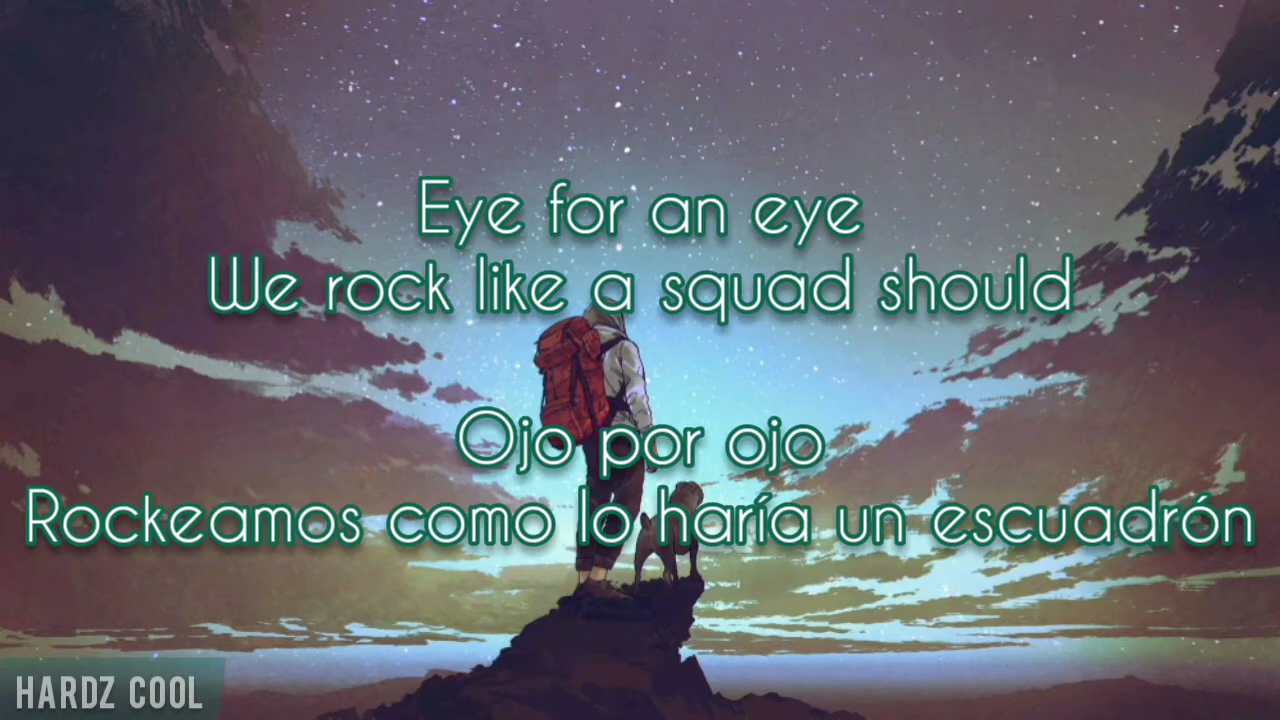 Eye for an eye
We rock like a squad should
Ojo por ojo
Rockeamos como lo haría un escuadrón
HARDZ COOL